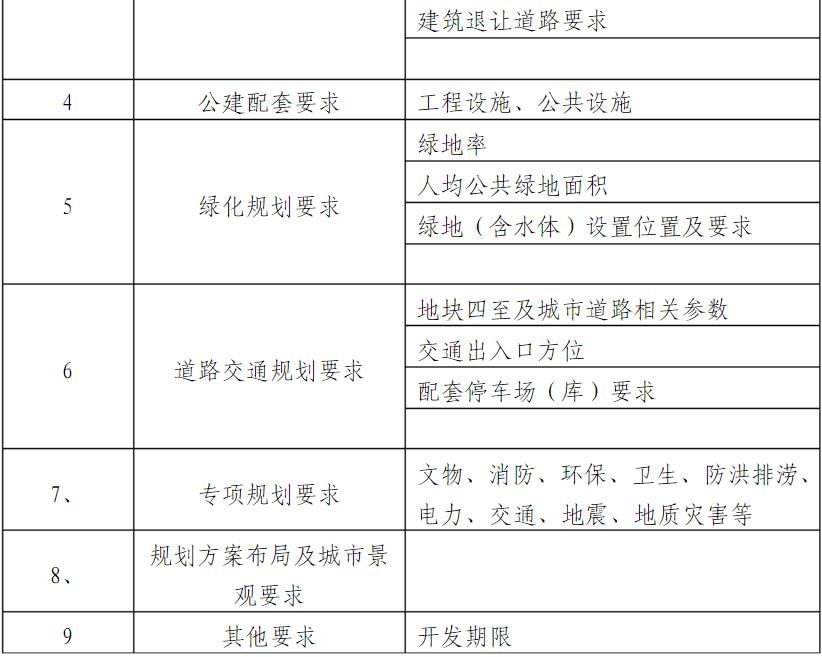 建筑退让道路要求
4 公建配套要求 工程设施、公共设施
5 绿化规划要求 绿地率
人均公共绿地面积
绿地（含水体）设置位置及要求
6 道路交通规划要求 地块四至及城市道路相关参数
交通出入口方位
配套停车场（库）要求
7、 专项规划要求 文物、消防、环保、卫生、防洪排涝、
电力、交通、地震、地质灾害等
8、 规划方案布局及城市景
观要求
9 其他要求 开发期限